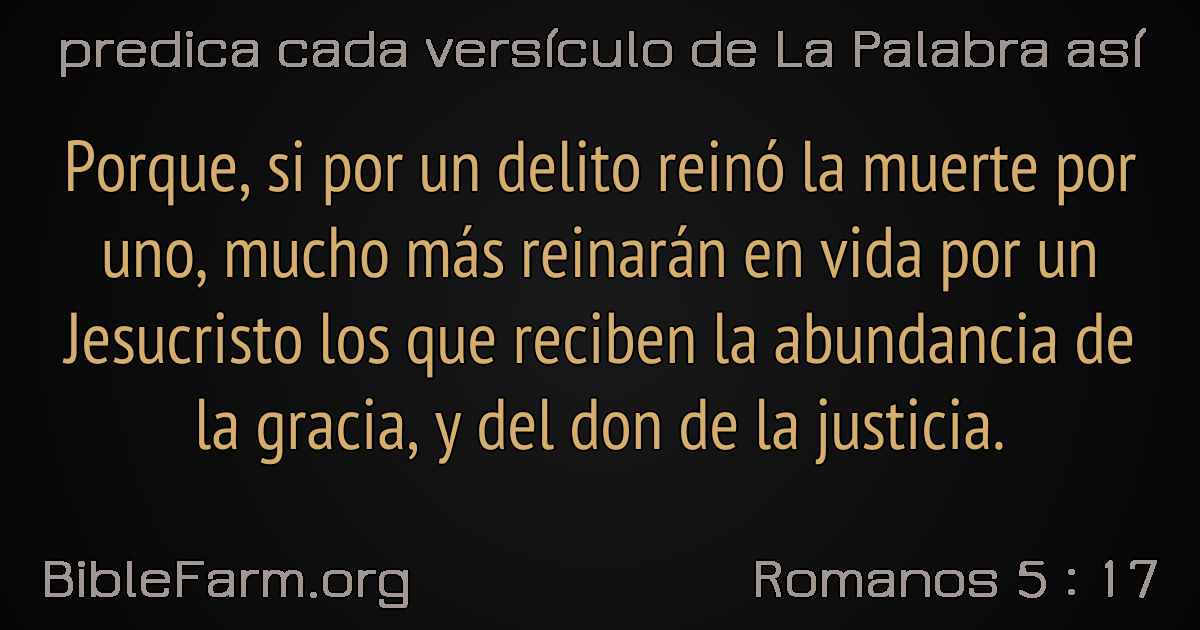 predica cada versículo de La Palabra así
Porque, si por un delito reinó la muerte por
uno, mucho más reinarán en vida por un
Jesucristo los que reciben la abundancia de
la gracia, y del don de la justicia.
BibleFarm.org
Romanos 5 : 17